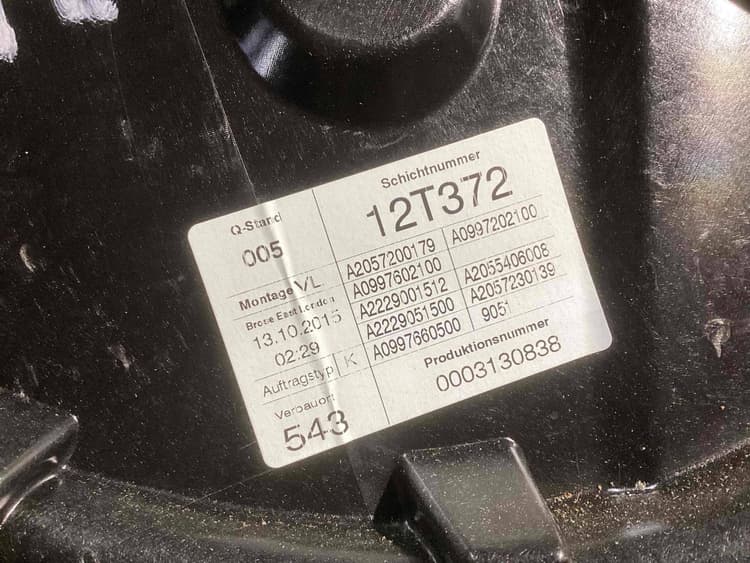 Q-Stand
005
Schichtnummer
12T372
Montage VL
Brose East London
13.10.2015
02:29
Auftragstyp K
Verbauort
543
A2057200179 A0997202100
A0997602100
A2229001512 A2055406008
A2229051500 A2057230139
A0997660500 9051
Produktionsnummer
0003130838